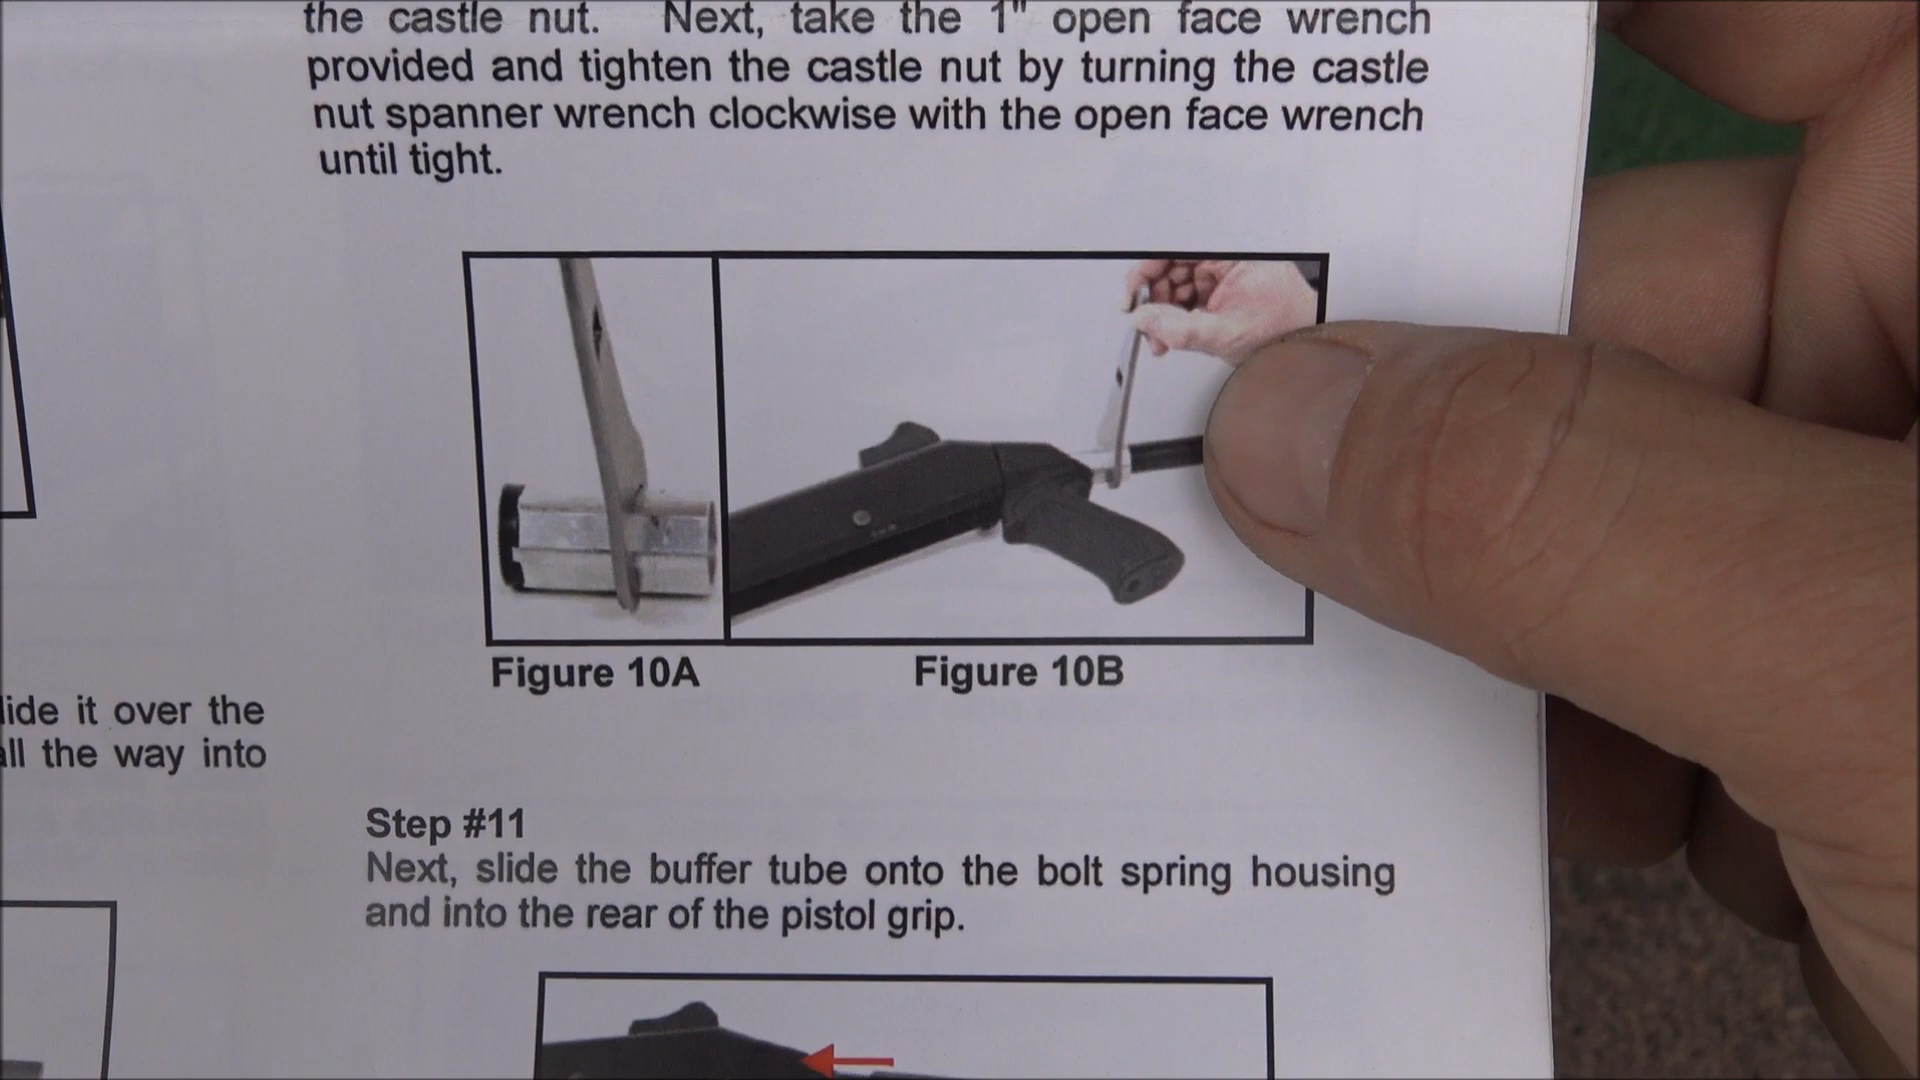 the castle nut. Next, take the 1" open face wrench
provided and tighten the castle nut by turning the castle
nut spanner wrench clockwise with the open face wrench
until tight.
Figure 10A
Figure 10B
lide it over the
all the way into
Step #11
Next, slide the buffer tube onto the bolt spring housing
and into the rear of the pistol grip.